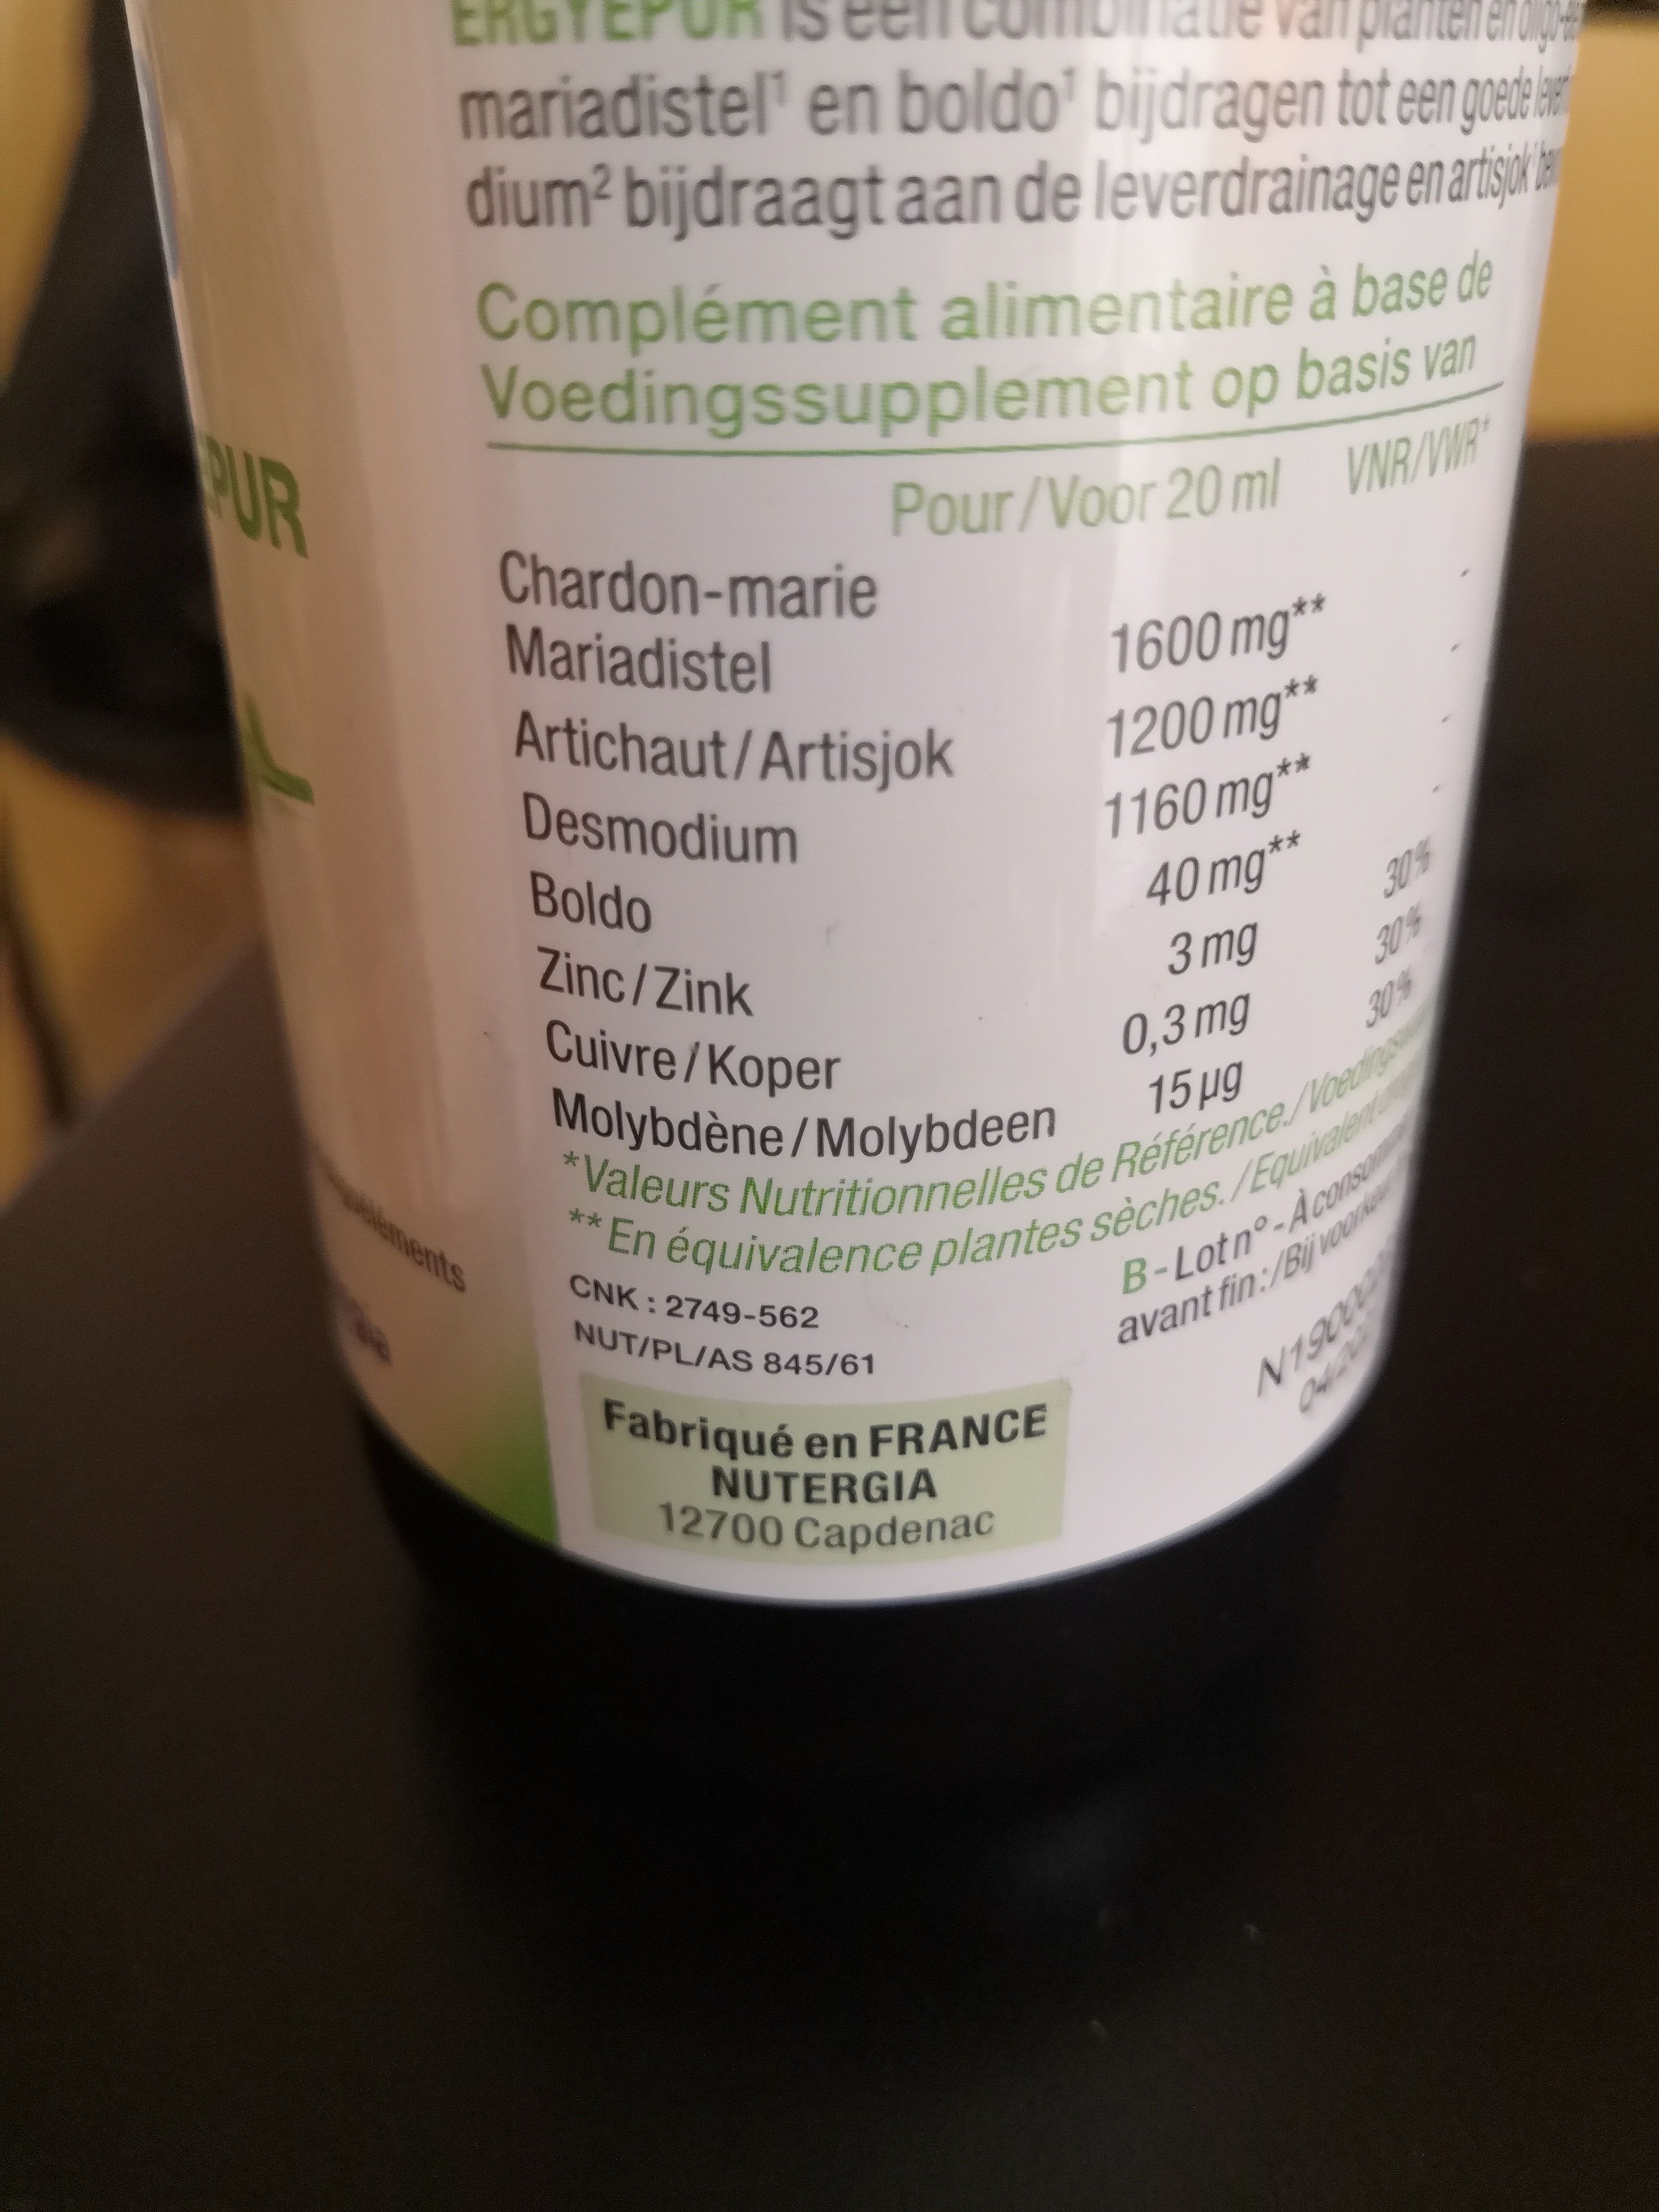 ERGYEPUR is een combinatie van planten en
mariadistel¹ en boldo¹ bijdragen tot een goede
dium² bijdraagt aan de leverdrainage en artisjok¹
Complément alimentaire à base de
Voedingssupplement op basis van
Pour/Voor 20 ml VNR/VWR*
Chardon-marie
Mariadistel 1600 mg** -
Artichaut/Artisjok 1200 mg** -
Desmodium 1160 mg** -
Boldo 40 mg** -
Zinc/Zink 3 mg 30%
Cuivre/Koper 0,3 mg 30%
Molybdène/Molybdeen 15 µg 30%
*Valeurs Nutritionnelles de Référence./
**En équivalence plantes sèches./Equivalent
CNK : 2749-562
NUT/PL/AS 845/61
B - Lot n° - À
avant fin :/Bij
Fabriqué en FRANCE
NUTERGIA
12700 Capdenac